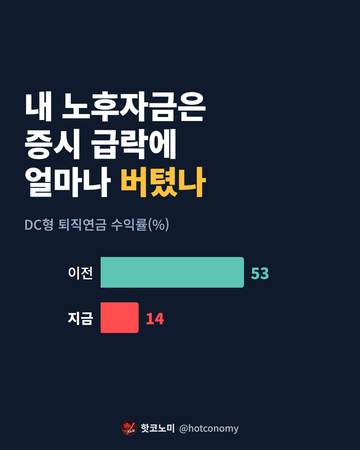 내 노후자금은
증시 급락에
얼마나 버텼나
DC형 퇴직연금 수익률(%)
이전 53
지금 14
핫코노미 @hotconomy